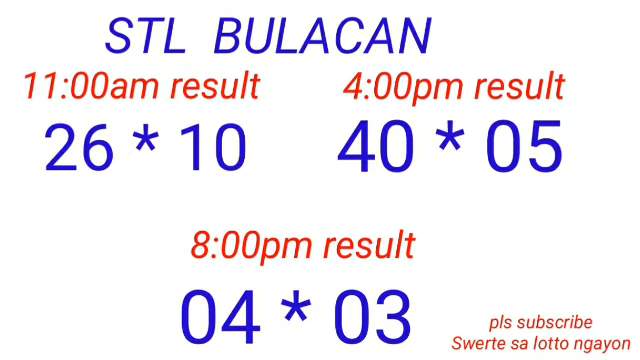 STL BULACAN
11:00am result
4:00pm result
26 * 10
40 * 05
8:00pm result
04 * 03
pls subscribe
Swerte sa lotto ngayon